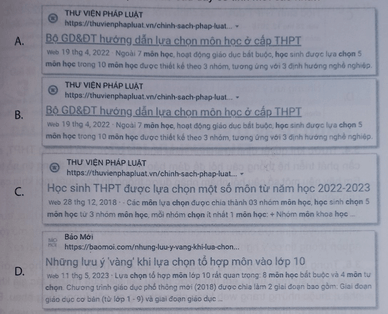 THƯ VIỆN PHÁP LUẬT
https://thuvienphapluat.vn/chinh-sach-phap-luat...
A.
Bộ GD&ĐT hướng dẫn lựa chọn môn học ở cấp THPT
Web 19 thg 4, 2022 · Ngoài 7 môn học, hoạt động giáo dục bắt buộc, học sinh được lựa chọn 5
môn học trong 10 môn học được thiết kế theo 3 nhóm, tương ứng với 3 định hướng nghề nghiệp.
THƯ VIỆN PHÁP LUẬT
https://thuvienphapluat.vn/chinh-sach-phap-luat...
B.
Bộ GD&ĐT hướng dẫn lựa chọn môn học ở cấp THPT
Web 19 thg 4, 2022 · Ngoài 7 môn học, hoạt động giáo dục bắt buộc, học sinh được lựa chọn 5
môn học trong 10 môn học được thiết kế theo 3 nhóm, tương ứng với 3 định hướng nghề nghiệp.
THƯ VIỆN PHÁP LUẬT
https://thuvienphapluat.vn/chinh-sach-phap-luat...
C.
Học sinh THPT được lựa chọn một số môn từ năm học 2022-2023
Web 28 thg 12, 2018 · · Các môn lựa chọn được chia thành 03 nhóm môn học, học sinh chọn 5
môn học từ 3 nhóm môn học, mỗi nhóm chọn ít nhất 1 môn học: + Nhóm môn khoa học ...
Báo Mới
https://baomoi.com/nhung-luu-y-vang-khi-lua-chon...
D.
Những lưu ý 'vàng' khi lựa chọn tổ hợp môn vào lớp 10
Web 11 thg 5, 2023 · Lựa chọn tổ hợp môn lớp 10 rất quan trọng: 8 môn học bắt buộc và 4 môn tự
chọn. Chương trình giáo dục phổ thông mới (2018) được chia làm 2 giai đoạn bao gồm: Giai đoạn
giáo dục cơ bản (từ lớp 1 - 9) và giai đoạn giáo dục ...